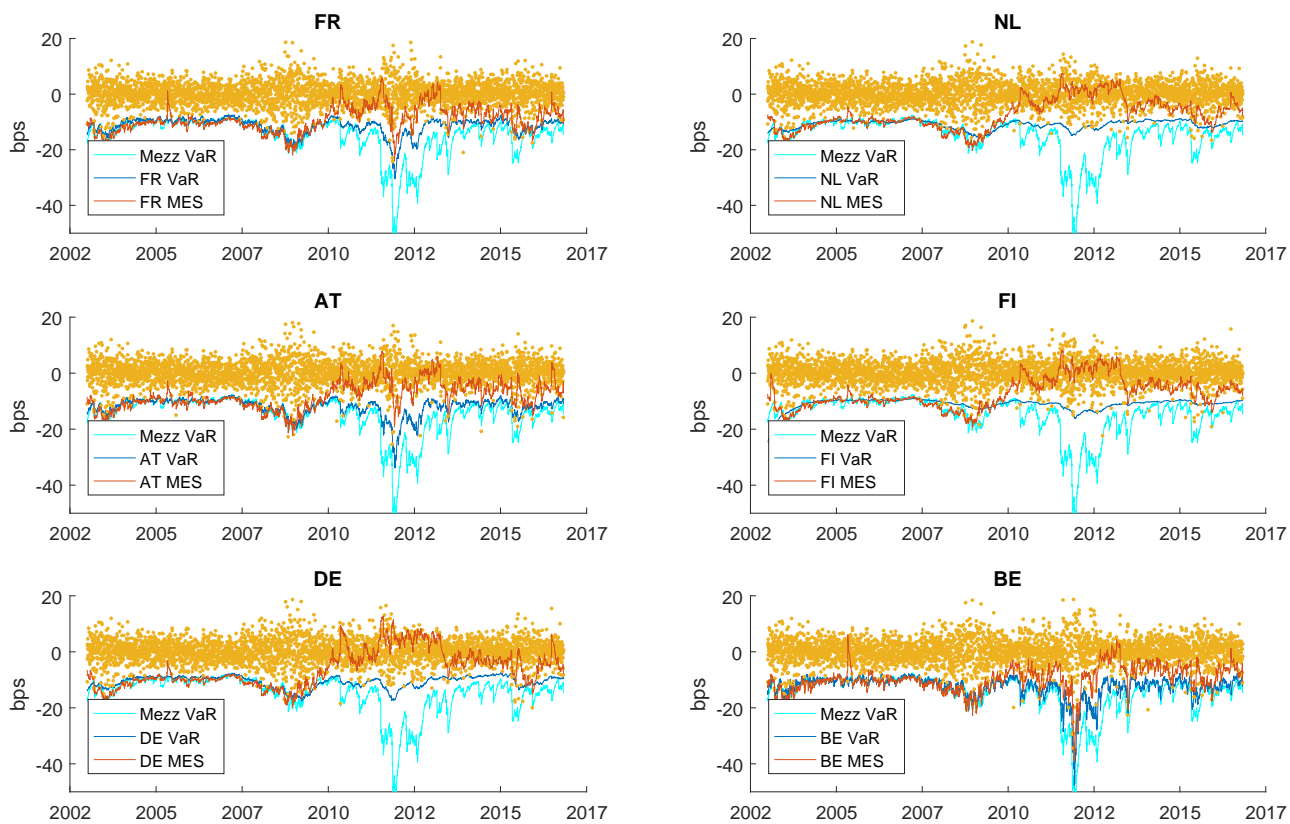 FR
20
0
-20
-40
bps
Mezz VaR
FR VaR
FR MES
2002 2005 2007 2010 2012 2015 2017
NL
20
0
-20
-40
bps
Mezz VaR
NL VaR
NL MES
2002 2005 2007 2010 2012 2015 2017
AT
20
0
-20
-40
bps
Mezz VaR
AT VaR
AT MES
2002 2005 2007 2010 2012 2015 2017
FI
20
0
-20
-40
bps
Mezz VaR
FI VaR
FI MES
2002 2005 2007 2010 2012 2015 2017
DE
20
0
-20
-40
bps
Mezz VaR
DE VaR
DE MES
2002 2005 2007 2010 2012 2015 2017
BE
20
0
-20
-40
bps
Mezz VaR
BE VaR
BE MES
2002 2005 2007 2010 2012 2015 2017